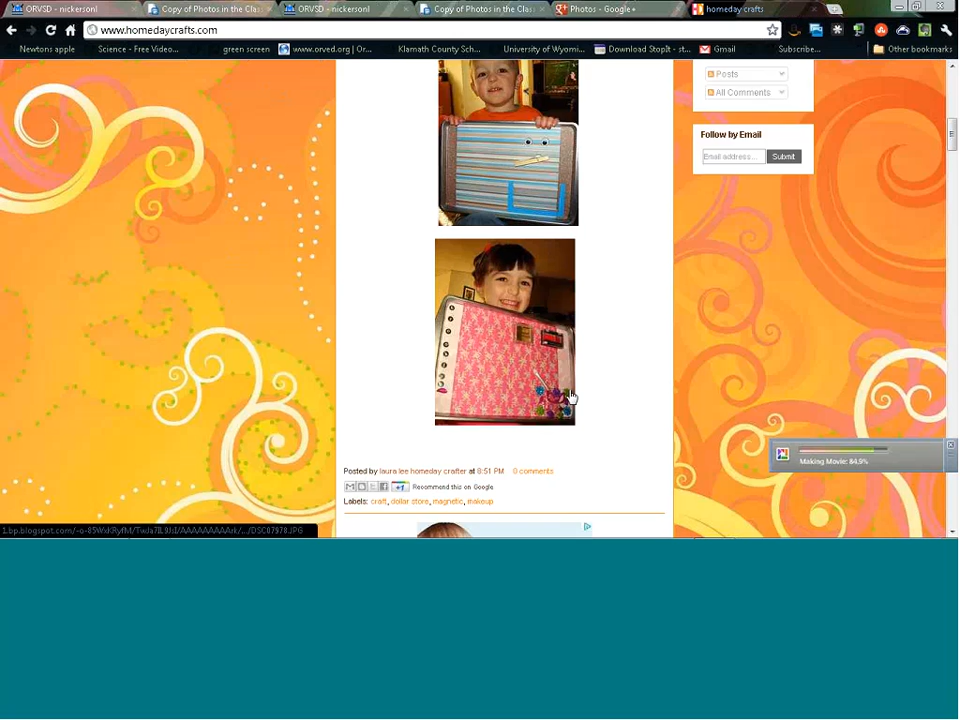 ORVSD - nickersonl
Copy of Photos in the Clas
ORVSD - nickersonl
Copy of Photos in the Clas
Photos - Google+
homeday crafts
www.homedaycrafts.com
Newtons apple
Science - Free Video...
green screen
www.orved.org | Or...
Klamath County Sch...
University of Wyomi...
Download StopIt - st...
Gmail
Subscribe...
Other bookmarks
Posts
All Comments
Follow by Email
Email address...
Submit
Making Movie: 84.9%
Posted by laura lee homeday crafter at 8:51 PM 0 comments
+1 Recommend this on Google
Labels: craft, dollar store, magnetic, makeup